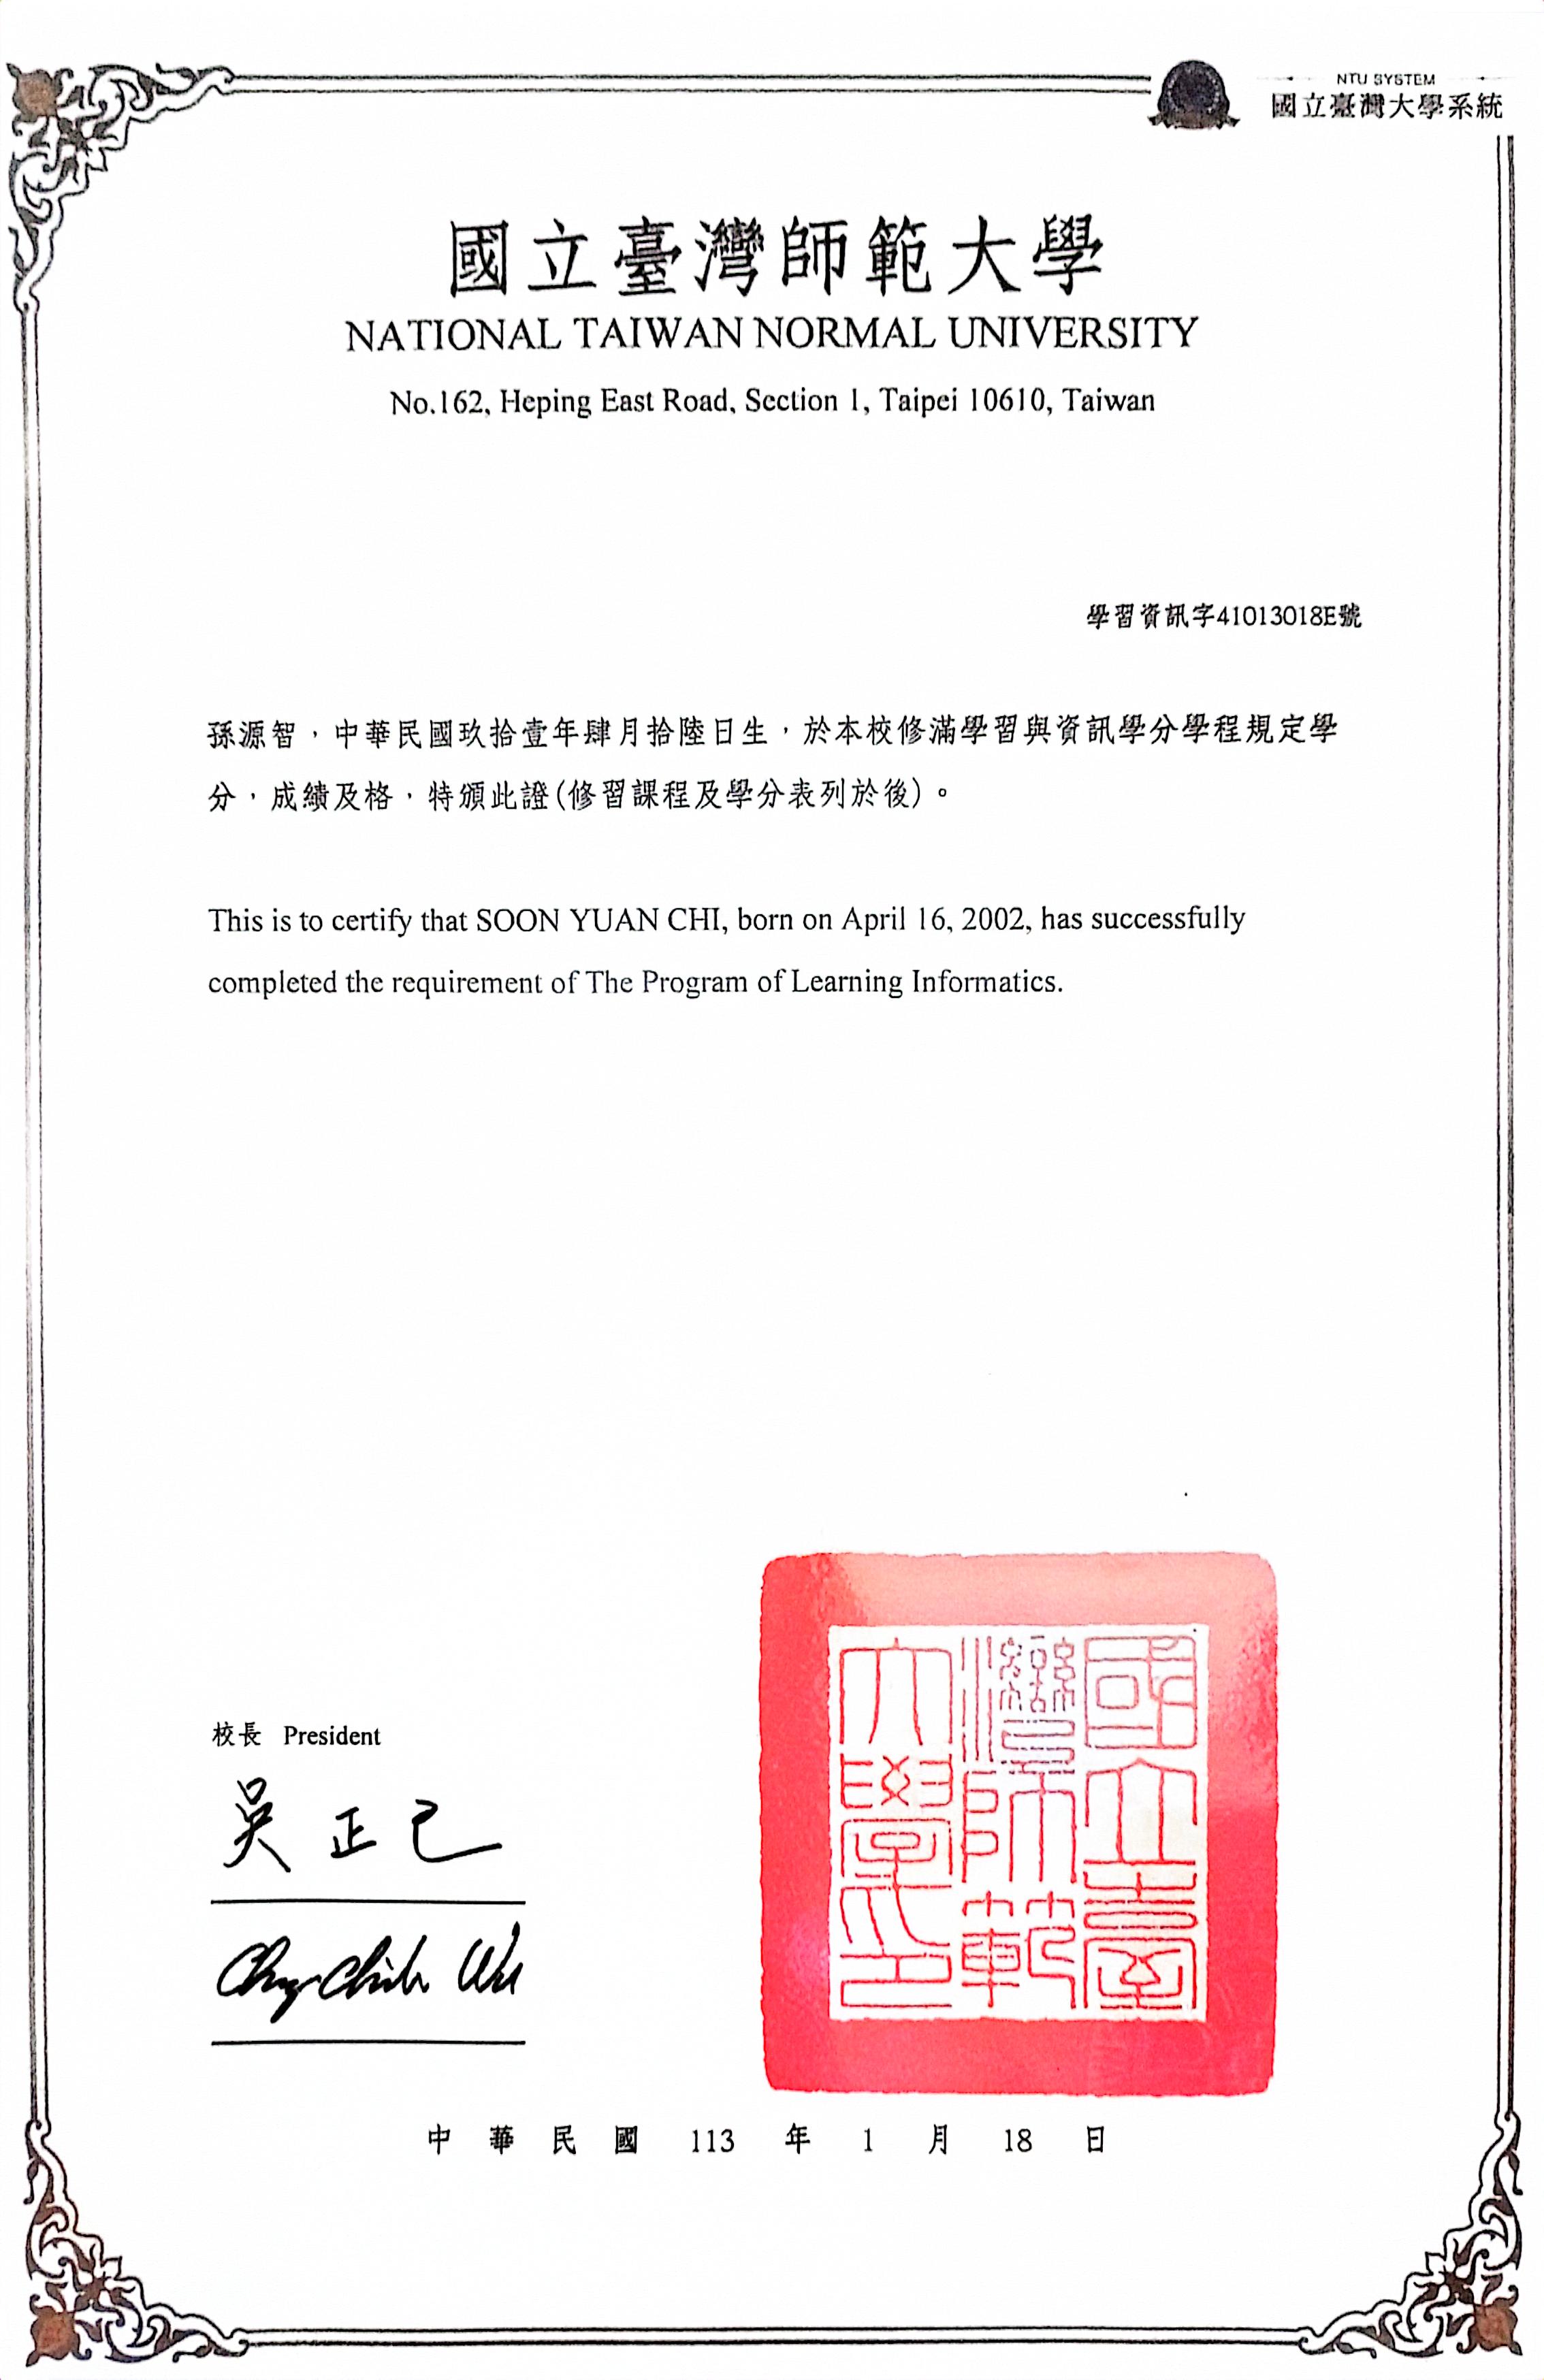 NTU SYSTEM
國立臺灣大學系統
國立臺灣師範大學
NATIONAL TAIWAN NORMAL UNIVERSITY
No.162, Heping East Road, Section 1, Taipei 10610, Taiwan
學習資訊字41013018E號
孫源智，中華民國玖拾壹年肆月拾陸日生，於本校修滿學習與資訊學分學程規定學
分，成績及格，特頒此證(修習課程及學分表列於後)。
This is to certify that SOON YUAN CHI, born on April 16, 2002, has successfully
completed the requirement of The Program of Learning Informatics.
國立臺
灣師範
大學印
校長 President
吳正己
Chng-Chih Wu
中華民國 113 年 1 月 18 日